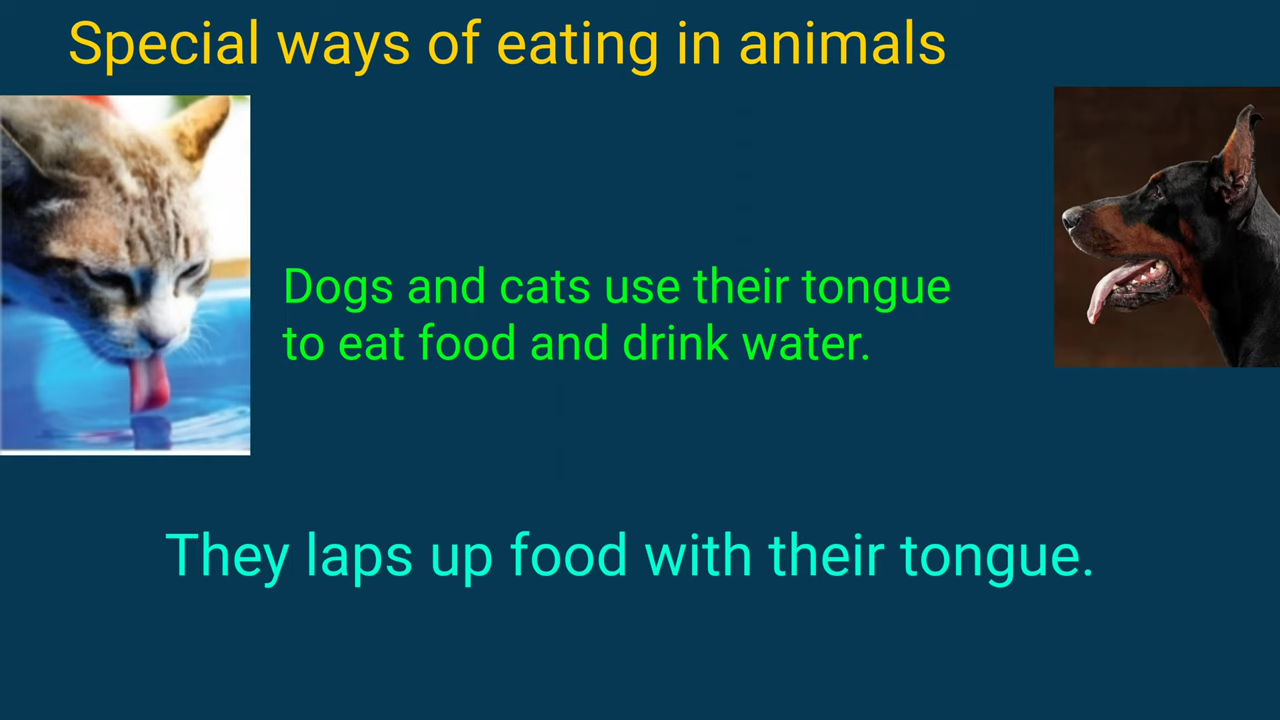 Special ways of eating in animals
Dogs and cats use their tongue
to eat food and drink water.
They laps up food with their tongue.